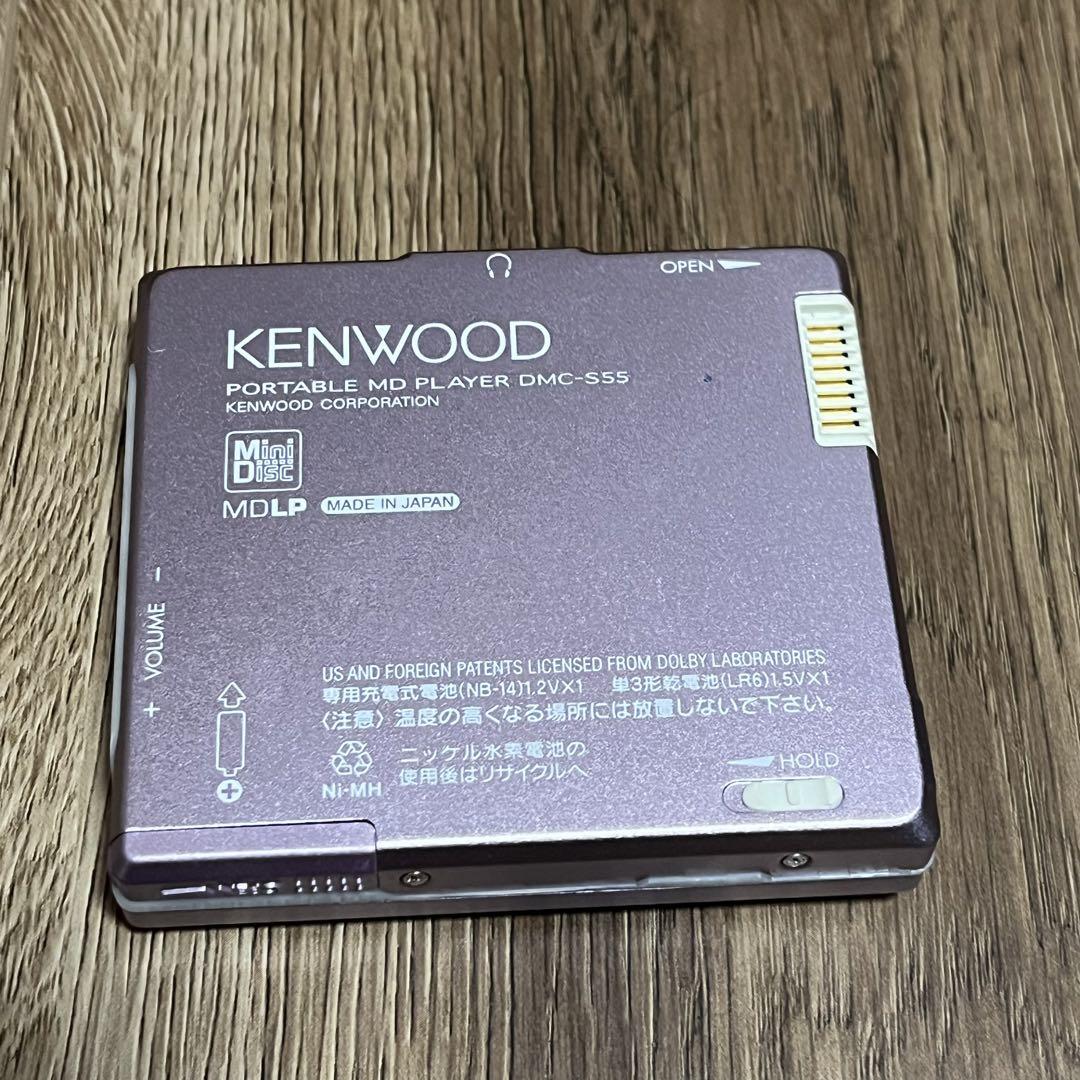 OPEN
KENWOOD
PORTABLE MD PLAYER DMC-S55
KENWOOD CORPORATION
Mini
Disc
MDLP MADE IN JAPAN
+ VOLUME -
US AND FOREIGN PATENTS LICENSED FROM DOLBY LABORATORIES
専用充電式電池(NB-14)1.2V×1 単3形乾電池(LR6)1.5V×1
〈注意〉温度の高くなる場所には放置しないで下さい。
ニッケル水素電池の
使用後はリサイクルへ
Ni-MH
HOLD